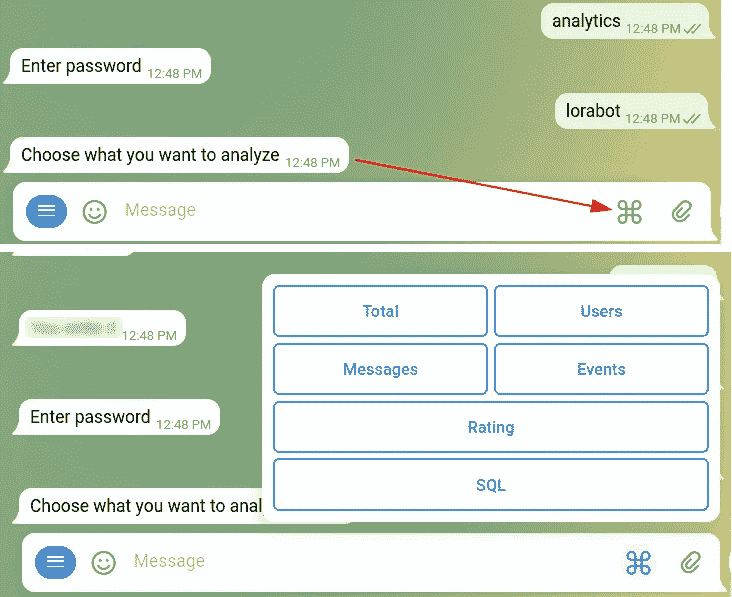 analytics 12:48 PM
Enter password 12:48 PM
lorabot 12:48 PM
Choose what you want to analyze 12:48 PM
Message
12:48 PM
Enter password 12:48 PM
Choose what you want to anal
Total Users
Messages Events
Rating
SQL
Message